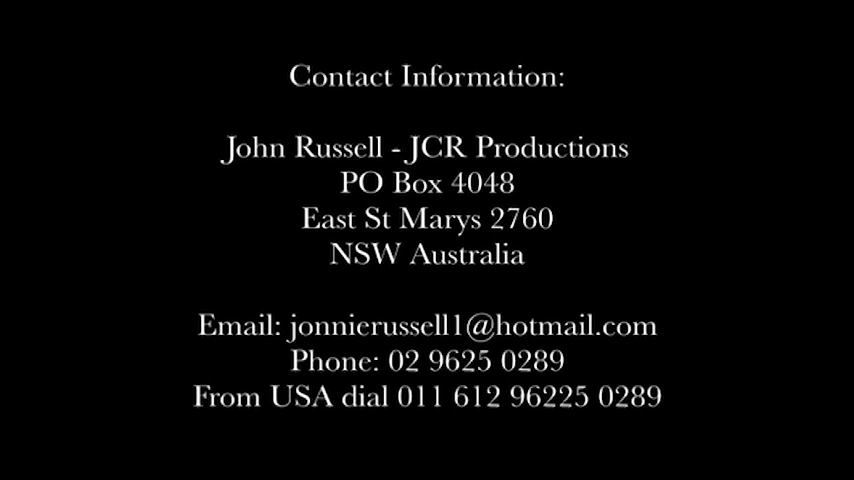 Contact Information:
John Russell - JCR Productions
PO Box 4048
East St Marys 2760
NSW Australia
Email: jonnierussell1@hotmail.com
Phone: 02 9625 0289
From USA dial 011 612 96225 0289